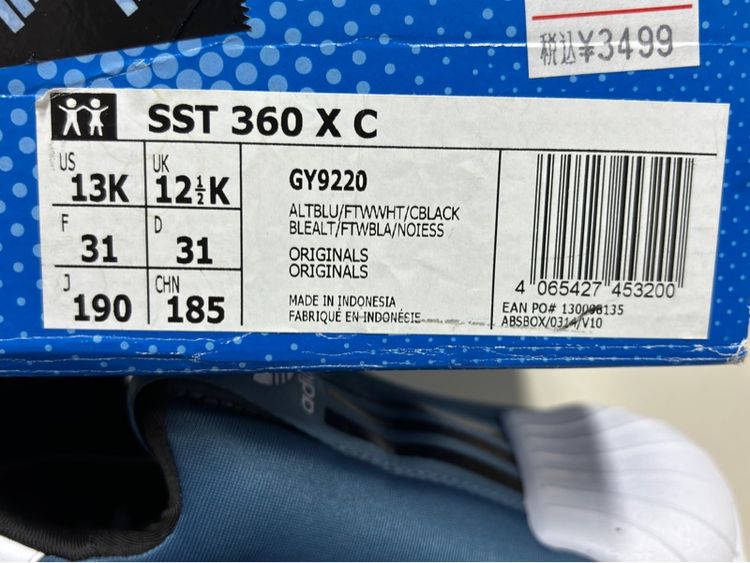 税込¥3499
SST 360 X C
US 13K
UK 12½K
F 31
D 31
J 190
CHN 185
GY9220
ALTBLU/FTWWHT/CBLACK
BLEALT/FTWBLA/NOIESS
ORIGINALS
ORIGINALS
MADE IN INDONESIA
FABRIQUÉ EN INDONÉSIE
4 065427 453200
EAN PO# 130098135
ABSBOX/0314/V10